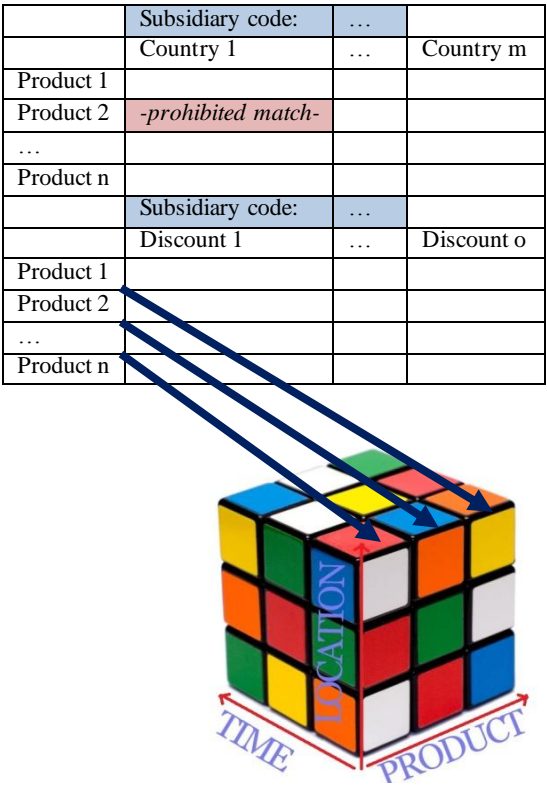 Subsidiary code: …
Country 1 … Country m
Product 1
Product 2 -prohibited match-
…
Product n
Subsidiary code: …
Discount 1 … Discount o
Product 1
Product 2
…
Product n
LOCATION
TIME
PRODUCT